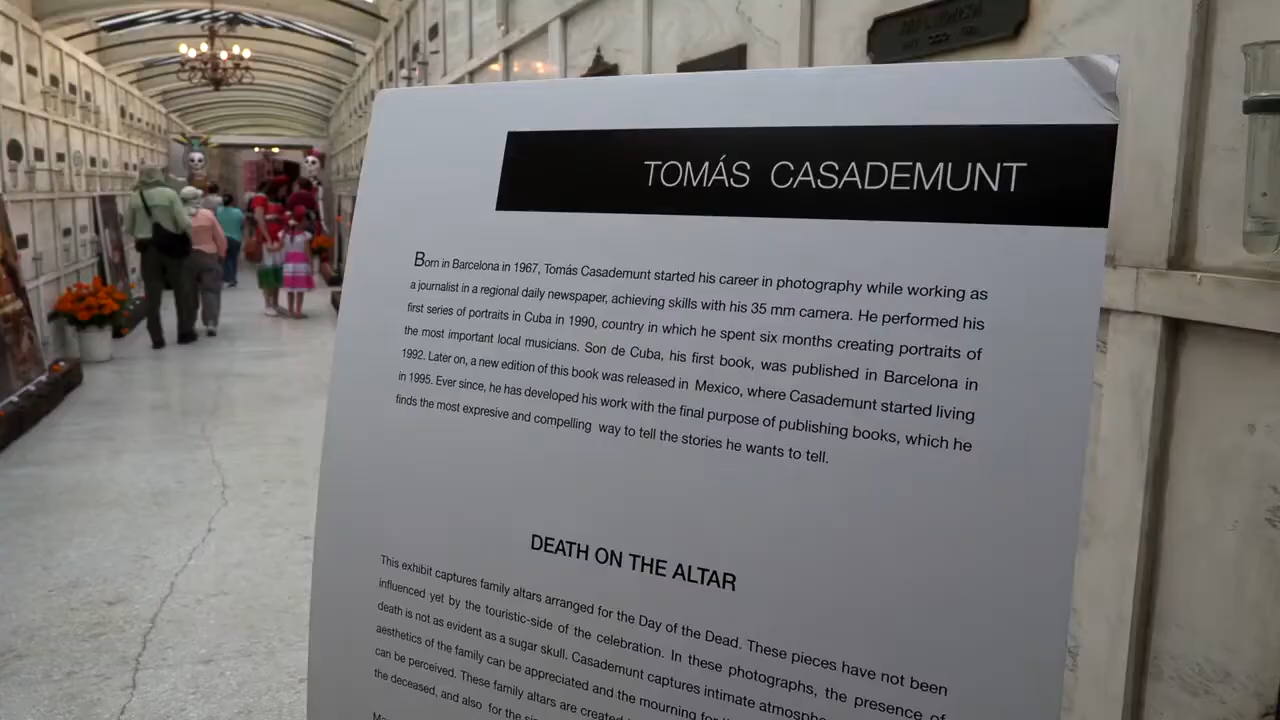 TOMÁS CASADEMUNT
Born in Barcelona in 1967, Tomás Casademunt started his career in photography while working as
a journalist in a regional daily newspaper, achieving skills with his 35 mm camera. He performed his
first series of portraits in Cuba in 1990, country in which he spent six months creating portraits of
the most important local musicians. Son de Cuba, his first book, was published in Barcelona in
1992. Later on, a new edition of this book was released in Mexico, where Casademunt started living
in 1995. Ever since, he has developed his work with the final purpose of publishing books, which he
finds the most expresive and compelling way to tell the stories he wants to tell.
DEATH ON THE ALTAR
This exhibit captures family altars arranged for the Day of the Dead. These pieces have not been
influenced yet by the touristic-side of the celebration. In these photographs, the presence of
death is not as evident as a sugar skull. Casademunt captures intimate
aesthetics of the family can be appreciated and the mourning
can be perceived. These family altars are created
the deceased, and also for the